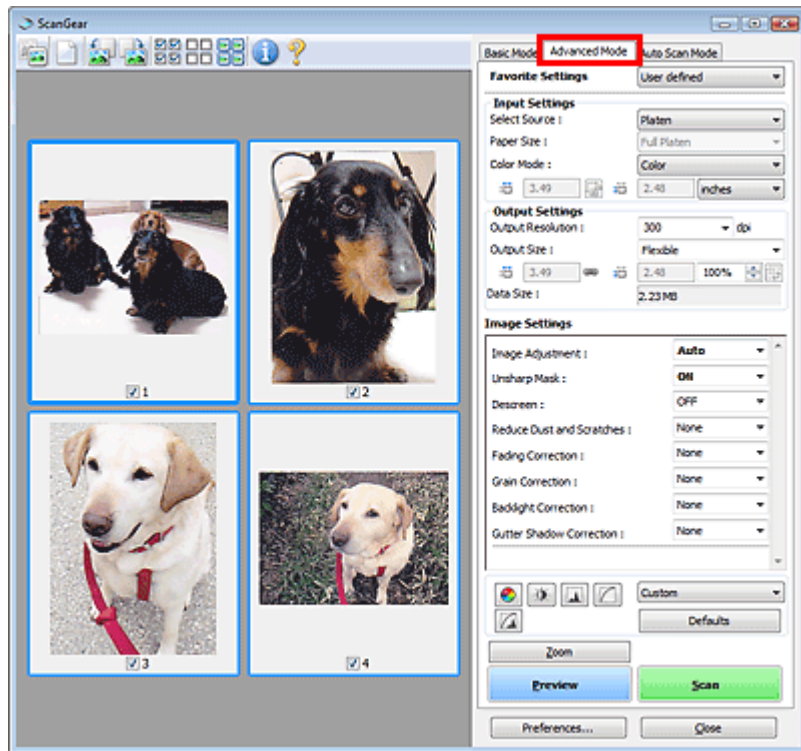 ScanGear
Basic Mode Advanced Mode Auto Scan Mode
Favorite Settings User defined
Input Settings
Select Source : Platen
Paper Size : Full Platen
Color Mode : Color
3.49 2.48 inches
Output Settings
Output Resolution : 300 dpi
Output Size : Flexible
3.49 2.48 100%
Data Size : 2.23 MB
Image Settings
Image Adjustment : Auto
Unsharp Mask : ON
Descreen : OFF
Reduce Dust and Scratches : None
Fading Correction : None
Grain Correction : None
Backlight Correction : None
Gutter Shadow Correction : None
Custom
Defaults
Zoom
Preview Scan
Preferences... Close
1
2
3
4